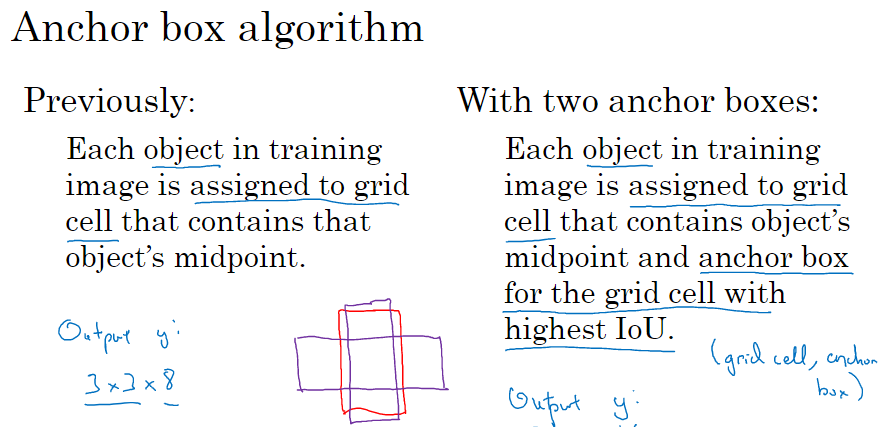 Anchor box algorithm
Previously:
Each object in training
image is assigned to grid
cell that contains that
object's midpoint.
Output y:
3 × 3 × 8
With two anchor boxes:
Each object in training
image is assigned to grid
cell that contains object's
midpoint and anchor box
for the grid cell with
highest IoU.
(grid cell, anchor
box)
Output y: